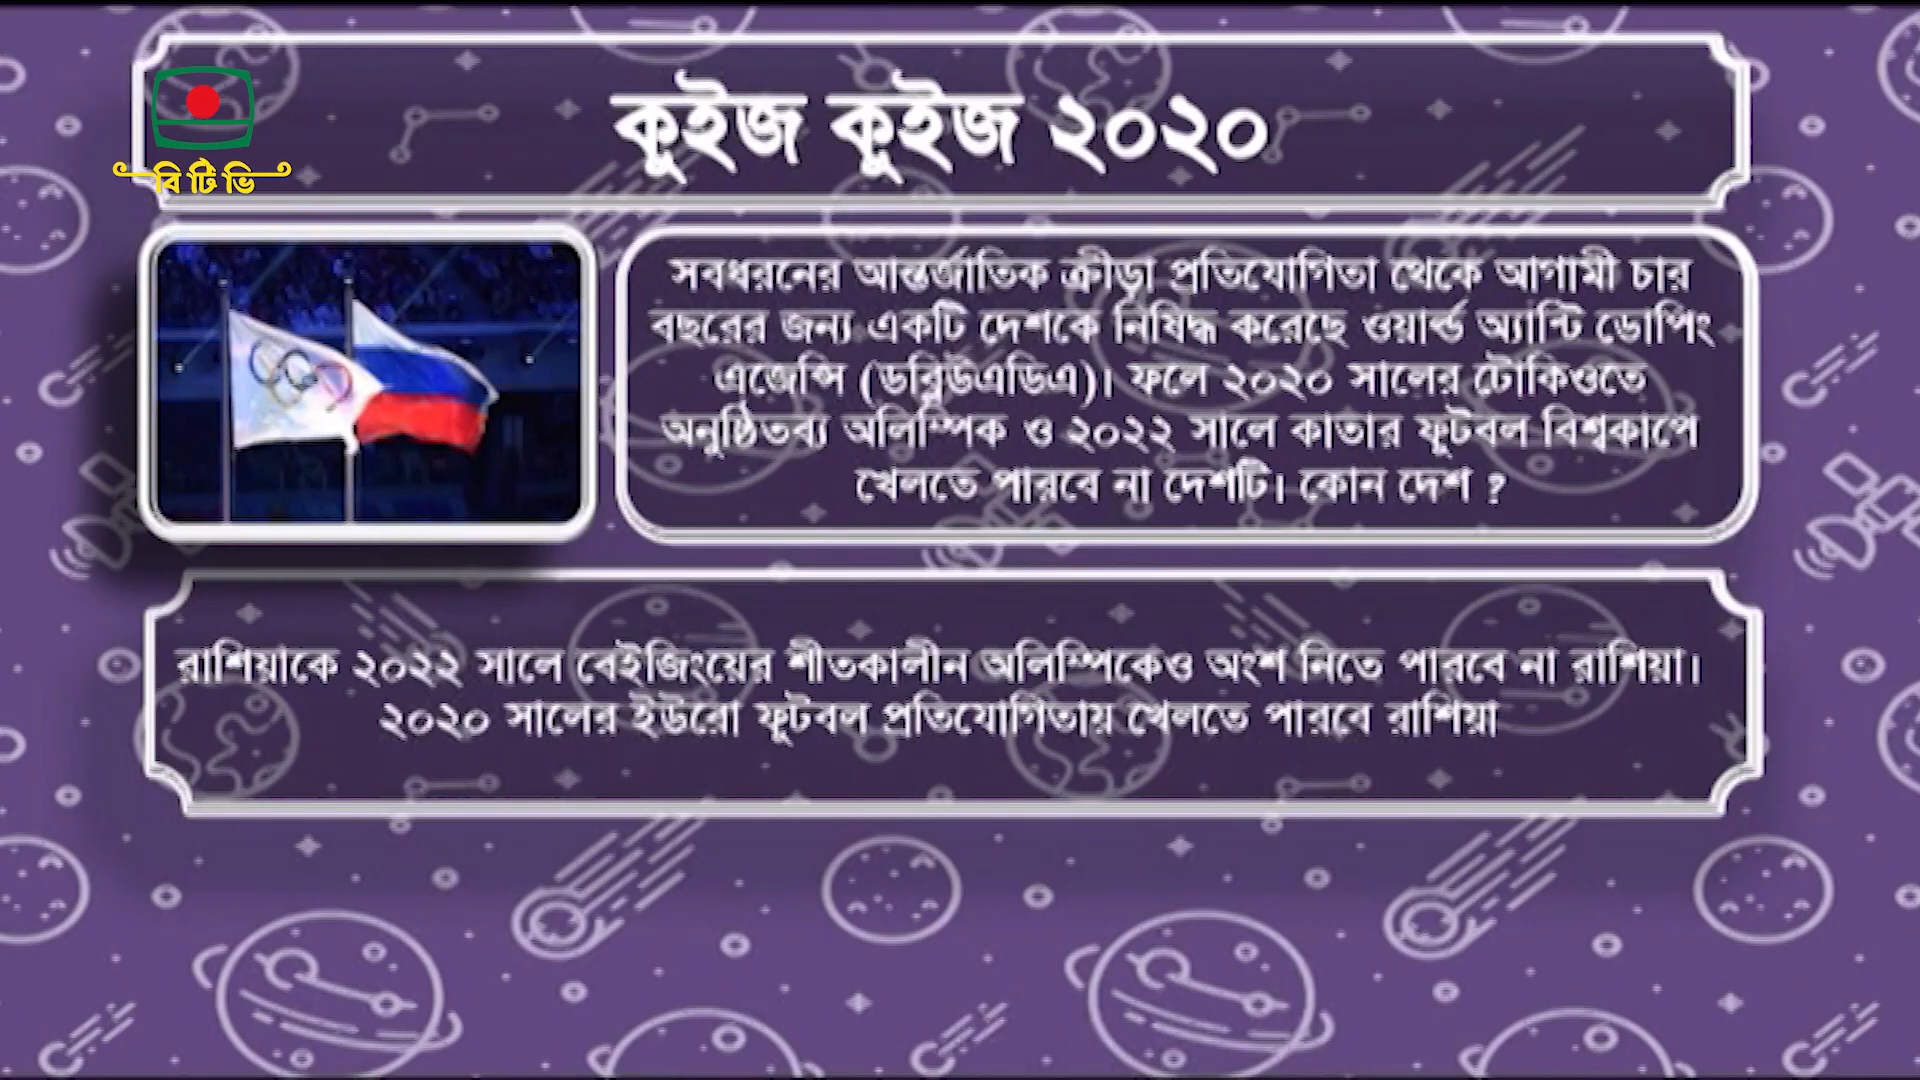 কূইজ কূইজ ২০২০
বি টি ভি
সবধরনের আন্তর্জাতিক ক্রীড়া প্রতিযোগিতা থেকে আগামী চার
বছরের জন্য একটি দেশকে নিষিদ্ধ করেছে ওয়ার্ল্ড অ্যান্টি ডোপিং
এজেন্সি (ডব্লিউএডিএ)। ফলে ২০২০ সালের টোকিওতে
অনুষ্ঠিতব্য অলিম্পিক ও ২০২২ সালে কাতার ফূটবল বিশ্বকাপে
খেলতে পারবে না দেশটি। কোন দেশ ?
রাশিয়াকে ২০২২ সালে বেইজিংয়ের শীতকালীন অলিম্পিকেও অংশ নিতে পারবে না রাশিয়া।
২০২০ সালের ইউরো ফূটবল প্রতিযোগিতায় খেলতে পারবে রাশিয়া